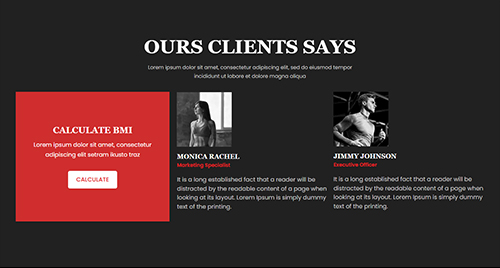 OURS CLIENTS SAYS
Lorem ipsum dolor sit amet, consectetur adipiscing elit, sed do eiusmod tempor
incididunt ut labore et dolore magna aliqua
CALCULATE BMI
Lorem ipsum dolor sit amet, consectetur
adipiscing elit setram ikusto traz
CALCULATE
MONICA RACHEL
Marketing Specialist
It is a long established fact that a reader will be
distracted by the readable content of a page when
looking at its layout. Lorem Ipsum simply dummy
text of the printing.
JIMMY JOHNSON
Executive Officer
It is a long established fact that a reader will be
distracted by the readable content of a page when
looking at its layout. Lorem Ipsum simply dummy
text of the printing.